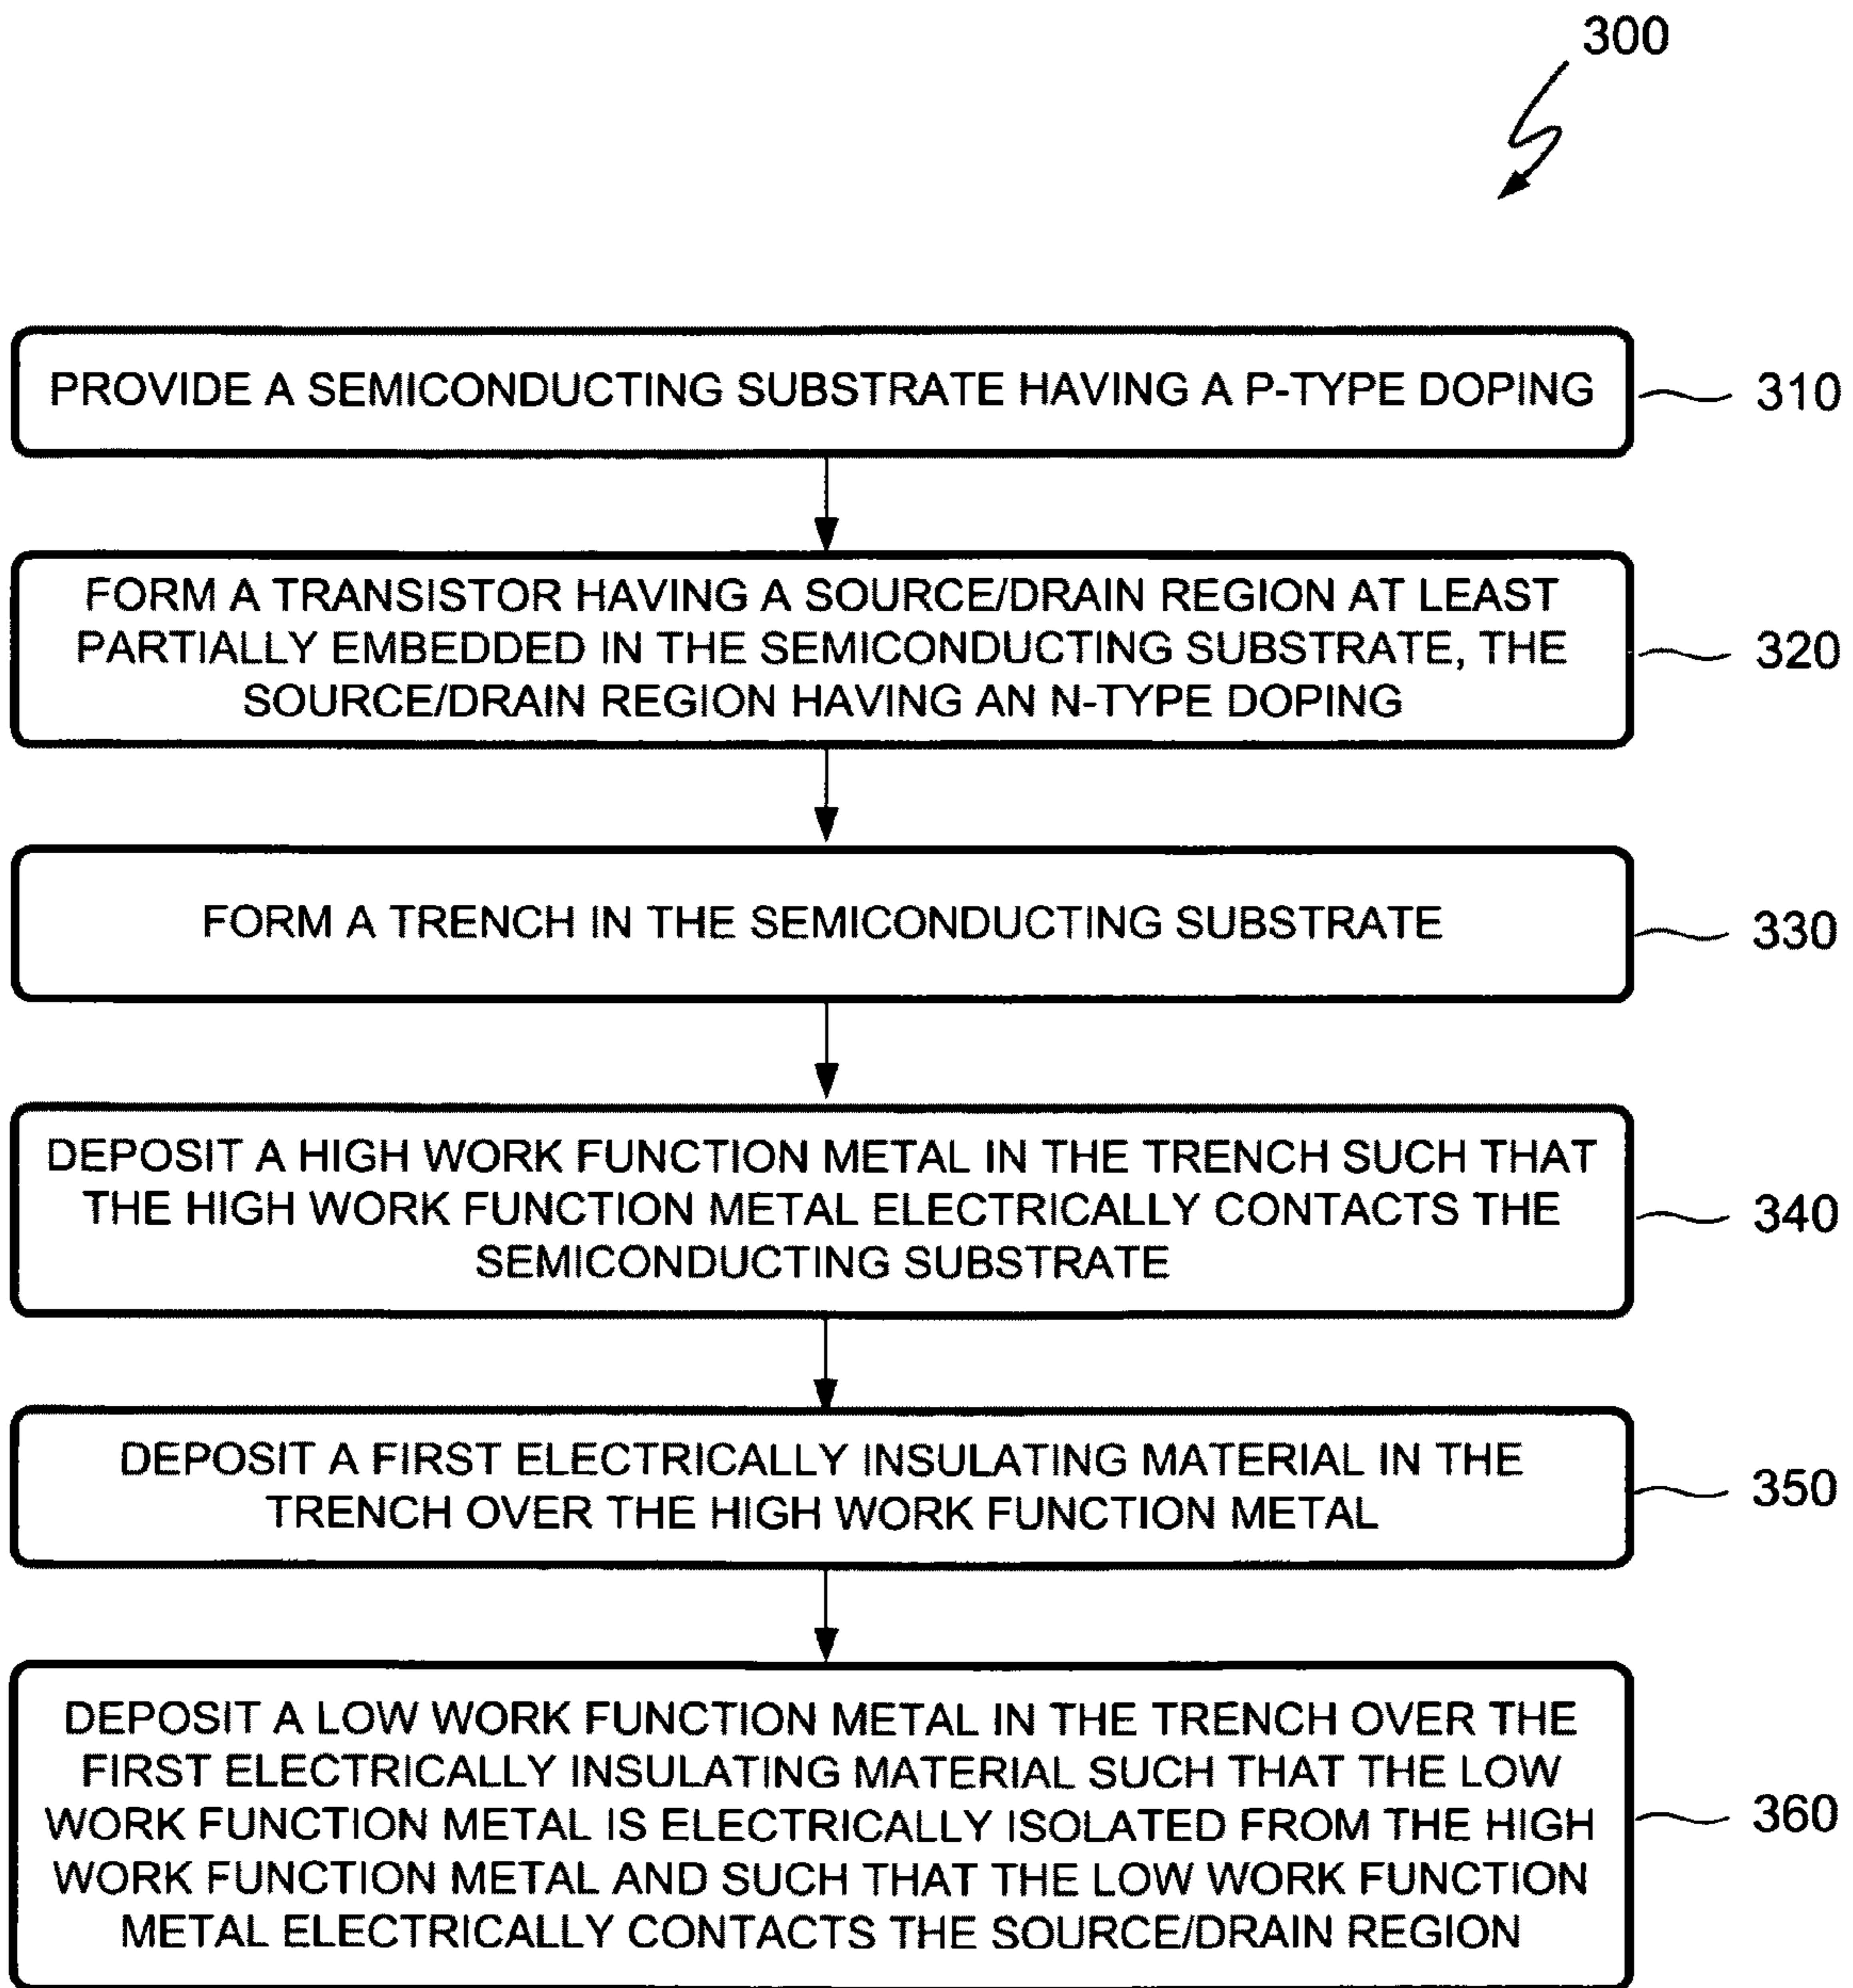 300
PROVIDE A SEMICONDUCTING SUBSTRATE HAVING A P-TYPE DOPING
310
FORM A TRANSISTOR HAVING A SOURCE/DRAIN REGION AT LEAST
PARTIALLY EMBEDDED IN THE SEMICONDUCTING SUBSTRATE, THE
SOURCE/DRAIN REGION HAVING AN N-TYPE DOPING
320
FORM A TRENCH IN THE SEMICONDUCTING SUBSTRATE
330
DEPOSIT A HIGH WORK FUNCTION METAL IN THE TRENCH SUCH THAT
THE HIGH WORK FUNCTION METAL ELECTRICALLY CONTACTS THE
SEMICONDUCTING SUBSTRATE
340
DEPOSIT A FIRST ELECTRICALLY INSULATING MATERIAL IN THE
TRENCH OVER THE HIGH WORK FUNCTION METAL
350
DEPOSIT A LOW WORK FUNCTION METAL IN THE TRENCH OVER THE
FIRST ELECTRICALLY INSULATING MATERIAL SUCH THAT THE LOW
WORK FUNCTION METAL IS ELECTRICALLY ISOLATED FROM THE HIGH
WORK FUNCTION METAL AND SUCH THAT THE LOW WORK FUNCTION
METAL ELECTRICALLY CONTACTS THE SOURCE/DRAIN REGION
360